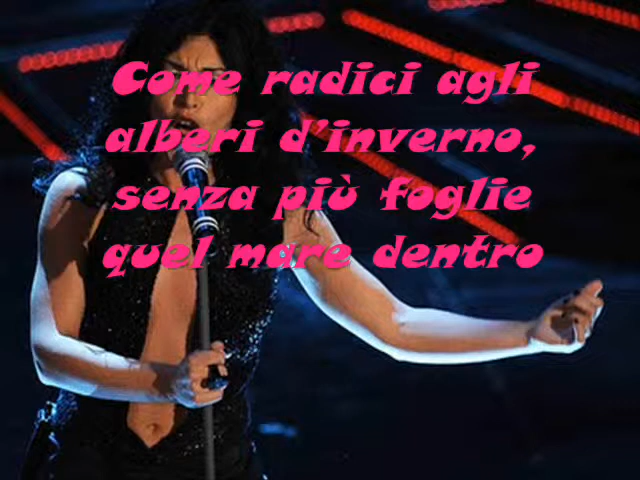 Come radici agli
alberi d'inverno,
senza più foglie
quel mare dentro